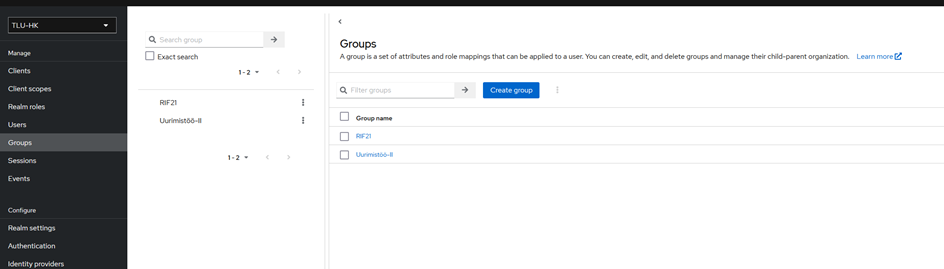 TLU-HK
Manage
Clients
Client scopes
Realm roles
Users
Groups
Sessions
Events
Configure
Realm settings
Authentication
Identity providers
Search group
Exact search
1 - 2
RIF21
Uurimistöö-II
1 - 2
Groups
A group is a set of attributes and role mappings that can be applied to a user. You can create, edit, and delete groups and manage their child-parent organization. Learn more
Filter groups
Create group
Group name
RIF21
Uurimistöö-II